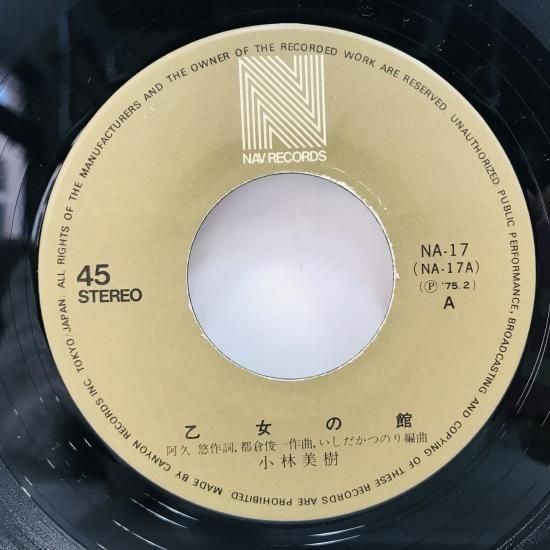 ALL RIGHTS OF THE MANUFACTURERS AND THE OWNER OF THE RECORDED WORK ARE RESERVED. UNAUTHORIZED PUBLIC PERFORMANCE, BROADCASTING AND COPYING OF THESE RECORDS ARE PROHIBITED. MADE BY CANYON RECORDS INC. TOKYO JAPAN.
N
NAV RECORDS
45
STEREO
NA-17
(NA-17A)
(Ⓟ '75. 2)
A
乙女の館
阿久 悠作詞、都倉俊一作曲、いしだかつのり編曲
小林美樹